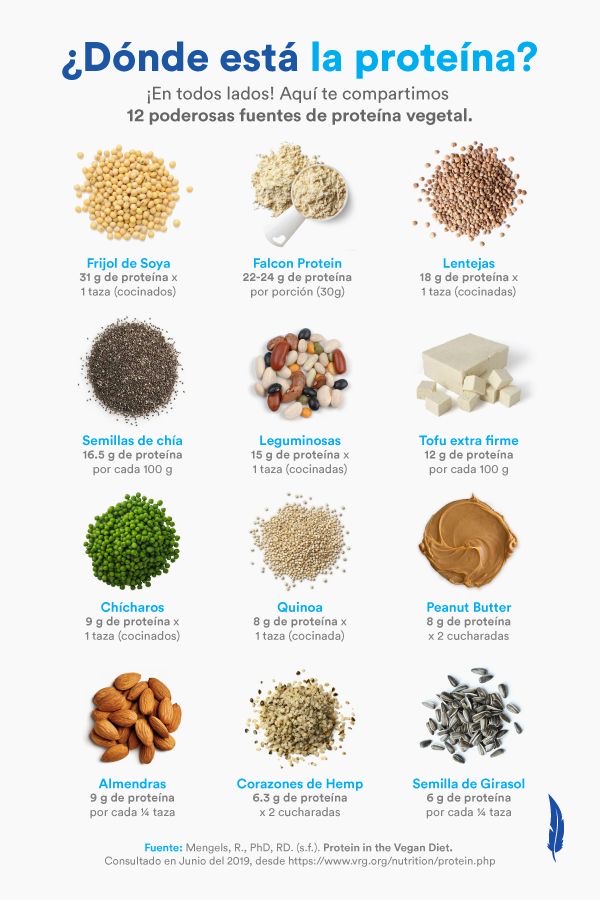 ¿Dónde está la proteína?
¡En todos lados! Aquí te compartimos
12 poderosas fuentes de proteína vegetal.
Frijol de Soya
31 g de proteína x
1 taza (cocinados)
Falcon Protein
22-24 g de proteína
por porción (30g)
Lentejas
18 g de proteína x
1 taza (cocinadas)
Semillas de chía
16.5 g de proteína
por cada 100 g
Leguminosas
15 g de proteína x
1 taza (cocinadas)
Tofu extra firme
12 g de proteína
por cada 100 g
Chícharos
9 g de proteína x
1 taza (cocinados)
Quinoa
8 g de proteína x
1 taza (cocinada)
Peanut Butter
8 g de proteína
x 2 cucharadas
Almendras
9 g de proteína
por cada ¼ taza
Corazones de Hemp
6.3 g de proteína
x 2 cucharadas
Semilla de Girasol
6 g de proteína
por cada ¼ taza
Fuente: Mengels, R., PhD, RD. (s.f.). Protein in the Vegan Diet.
Consultado en Junio del 2019, desde https://www.vrg.org/nutrition/protein.php